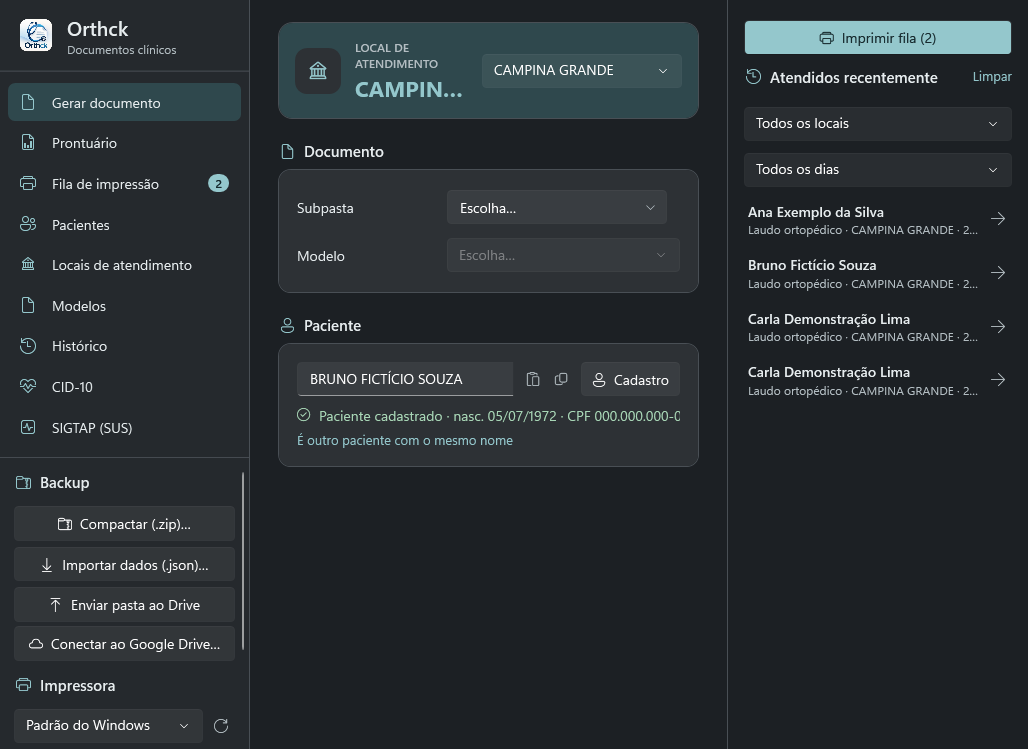 Orthck
Orthck
Documentos clínicos
Gerar documento
Prontuário
Fila de impressão
2
Pacientes
Locais de atendimento
Modelos
Histórico
CID-10
SIGTAP (SUS)
Backup
Compactar (.zip)...
Importar dados (.json)...
Enviar pasta ao Drive
Conectar ao Google Drive...
Impressora
Padrão do Windows
LOCAL DE
ATENDIMENTO
CAMPIN...
CAMPINA GRANDE
Documento
Subpasta
Escolha...
Modelo
Escolha...
Paciente
BRUNO FICTÍCIO SOUZA
Cadastro
Paciente cadastrado · nasc. 05/07/1972 · CPF 000.000.000-0
É outro paciente com o mesmo nome
Imprimir fila (2)
Atendidos recentemente
Limpar
Todos os locais
Todos os dias
Ana Exemplo da Silva
Laudo ortopédico · CAMPINA GRANDE · 2...
Bruno Fictício Souza
Laudo ortopédico · CAMPINA GRANDE · 2...
Carla Demonstração Lima
Laudo ortopédico · CAMPINA GRANDE · 2...
Carla Demonstração Lima
Laudo ortopédico · CAMPINA GRANDE · 2...